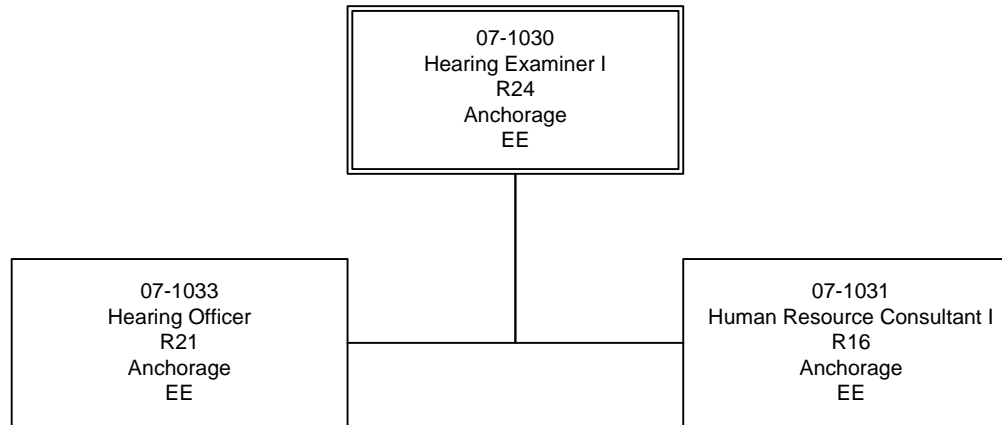 07-1030
Hearing Examiner I
R24
Anchorage
EE
07-1033
Hearing Officer
R21
Anchorage
EE
07-1031
Human Resource Consultant I
R16
Anchorage
EE